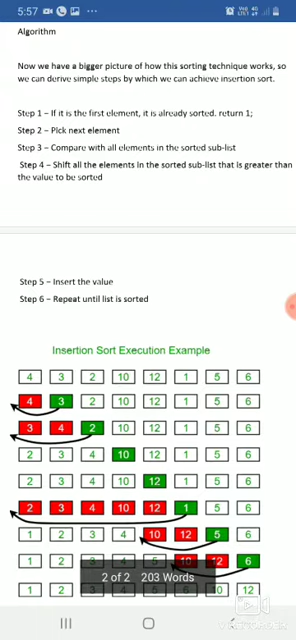 5:57
Algorithm
Now we have a bigger picture of how this sorting technique works, so
we can derive simple steps by which we can achieve insertion sort.
Step 1 – If it is the first element, it is already sorted. return 1;
Step 2 – Pick next element
Step 3 – Compare with all elements in the sorted sub-list
Step 4 – Shift all the elements in the sorted sub-list that is greater than
the value to be sorted
Step 5 – Insert the value
Step 6 – Repeat until list is sorted
Insertion Sort Execution Example
4 3 2 10 12 1 5 6
4 3 2 10 12 1 5 6
3 4 2 10 12 1 5 6
2 3 4 10 12 1 5 6
2 3 4 10 12 1 5 6
2 3 4 10 12 1 5 6
1 2 3 4 10 12 5 6
1 2 3 4 5 10 12 6
2 of 2 203 Words
1 2 3 4 5 6 10 12